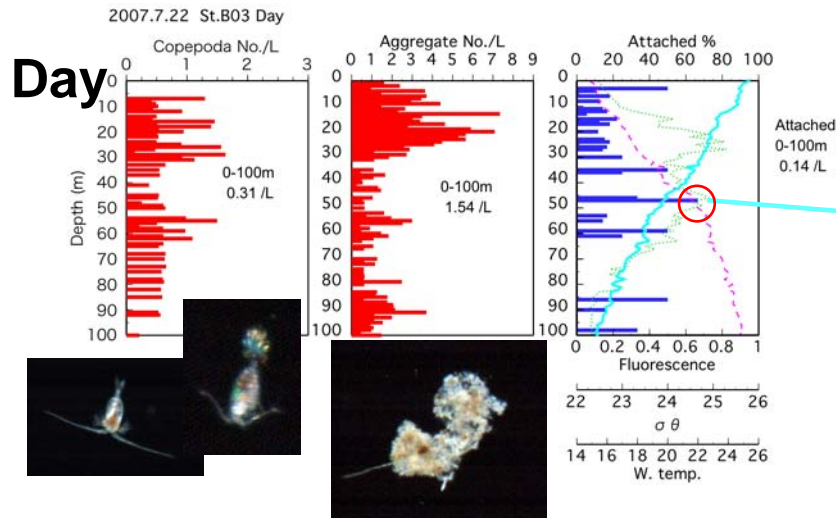 2007.7.22 St.B03 Day
Day
Copepoda No./L
0 1 2 3
Depth (m)
0
10
20
30
40
50
60
70
80
90
100
0-100m
0.31 /L
Aggregate No./L
0 1 2 3 4 5 6 7 8 9
0
10
20
30
40
50
60
70
80
90
100
0-100m
1.54 /L
Attached %
0 20 40 60 80 100
0
10
20
30
40
50
60
70
80
90
100
0 0.2 0.4 0.6 0.8 1
Fluorescence
Attached
0-100m
0.14 /L
22 23 24 25 26
σ θ
14 16 18 20 22 24 26
W. temp.